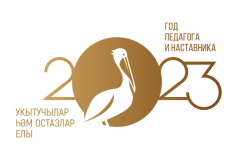 ГОД
ПЕДАГОГА
И НАСТАВНИКА
2023
УКЫТУЧЫЛАР
ҺӘМ ОСТАЗЛАР
ЕЛЫ